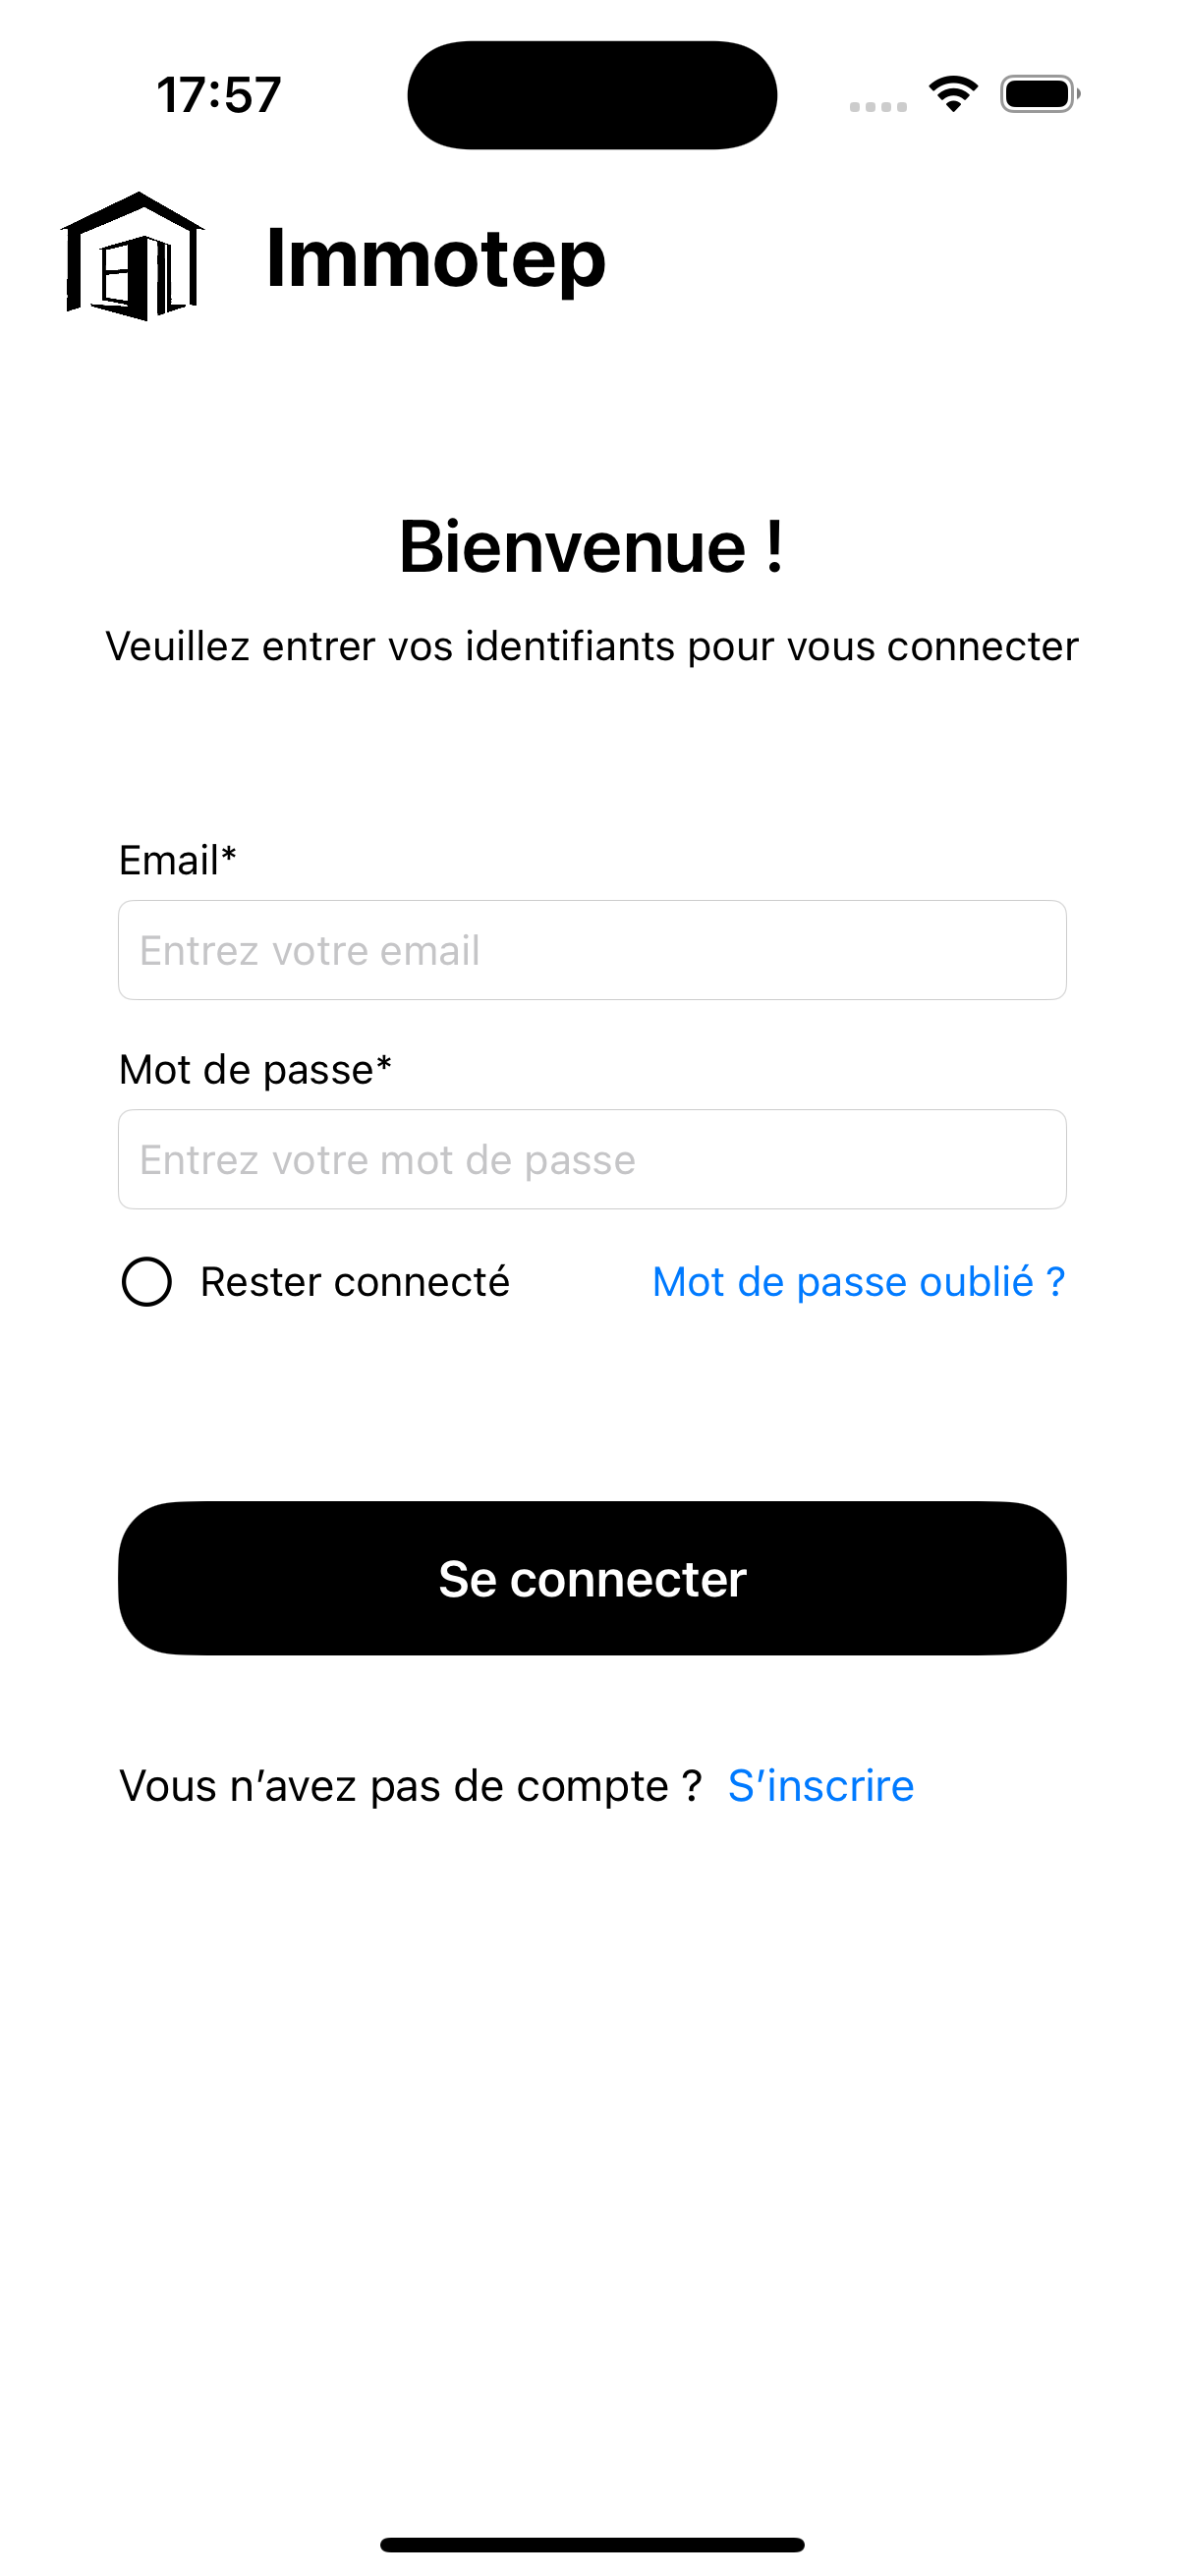 17:57
Immotep
Bienvenue !
Veuillez entrer vos identifiants pour vous connecter
Email*
Entrez votre email
Mot de passe*
Entrez votre mot de passe
Rester connecté Mot de passe oublié ?
Se connecter
Vous n’avez pas de compte ? S’inscrire